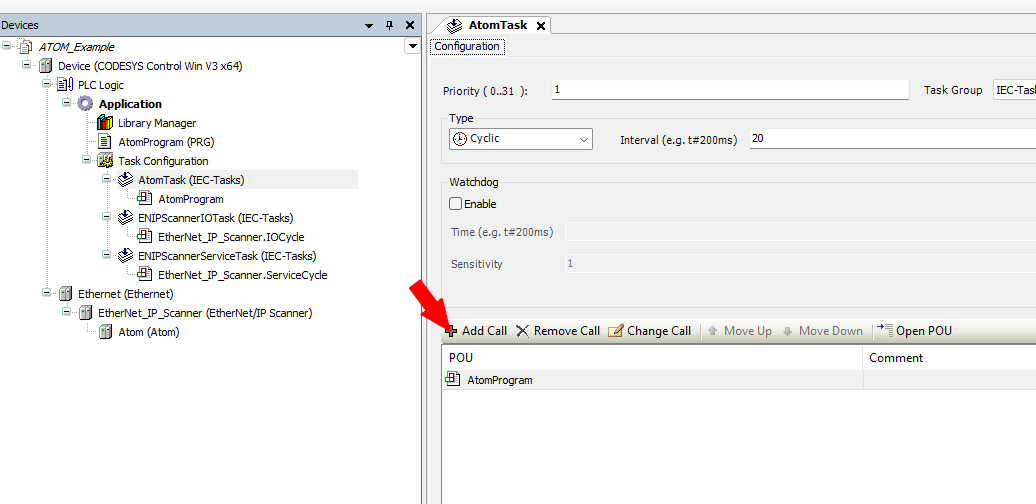 Devices
ATOM_Example
Device (CODESYS Control Win V3 x64)
PLC Logic
Application
Library Manager
AtomProgram (PRG)
Task Configuration
AtomTask (IEC-Tasks)
AtomProgram
ENIPScannerIOTask (IEC-Tasks)
EtherNet_IP_Scanner.IOCycle
ENIPScannerServiceTask (IEC-Tasks)
EtherNet_IP_Scanner.ServiceCycle
Ethernet (Ethernet)
EtherNet_IP_Scanner (EtherNet/IP Scanner)
Atom (Atom)
AtomTask
Configuration
Priority ( 0..31 ): 1 Task Group IEC-Tas
Type
Cyclic Interval (e.g. t#200ms) 20
Watchdog
Enable
Time (e.g. t#200ms)
Sensitivity 1
Add Call Remove Call Change Call Move Up Move Down Open POU
POU Comment
AtomProgram